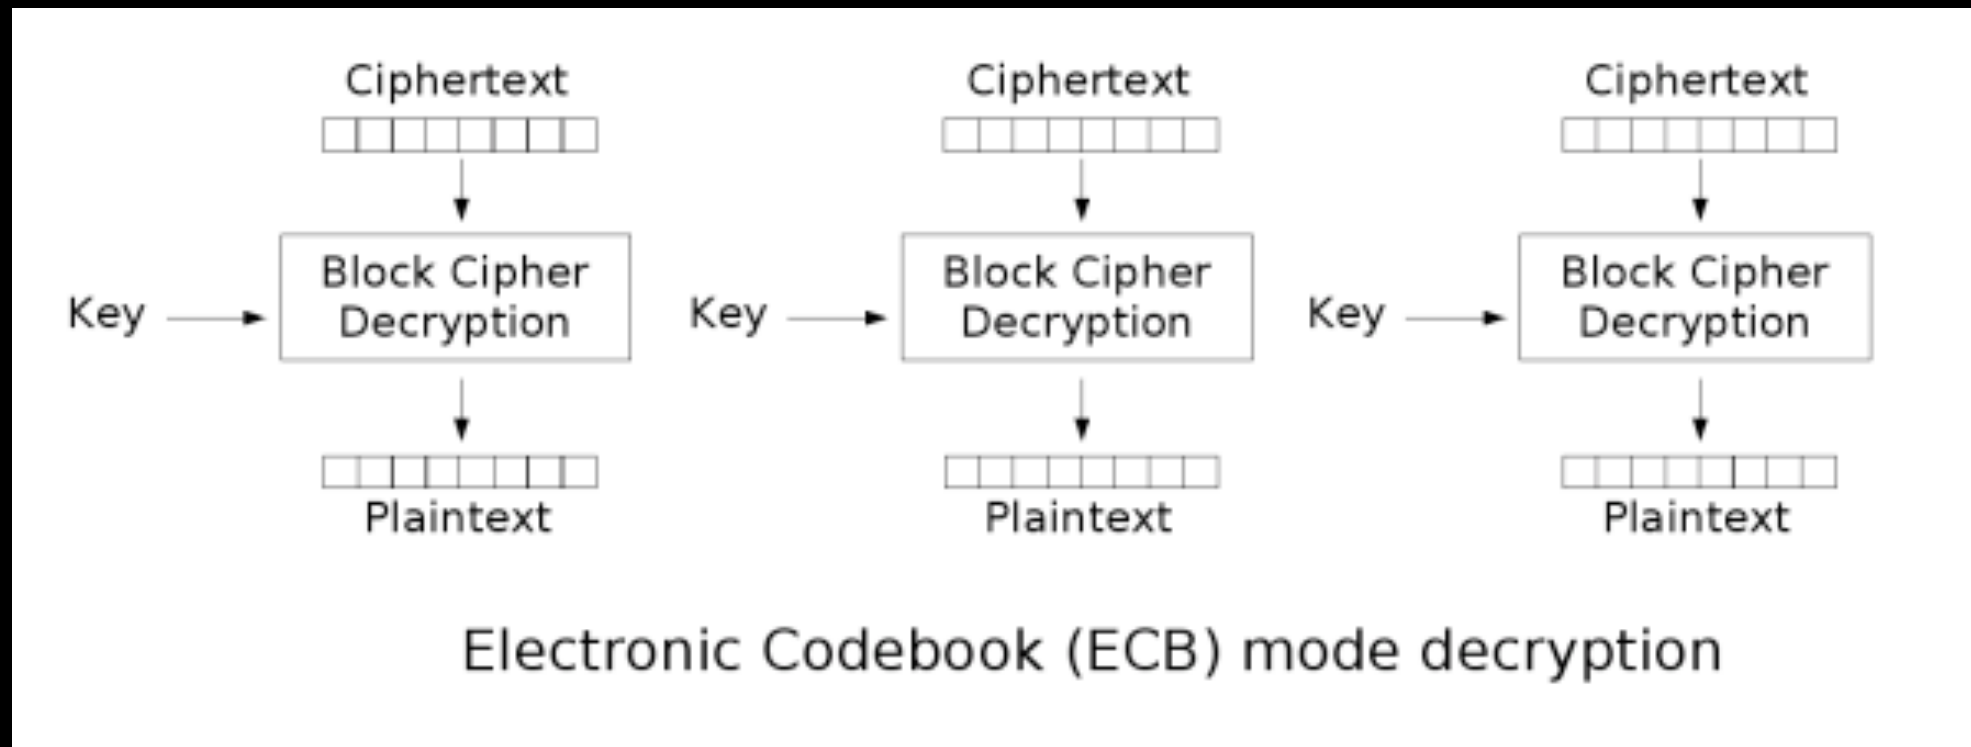 Ciphertext Ciphertext Ciphertext
Block Cipher Block Cipher Block Cipher
Key Decryption Key Decryption Key Decryption
Plaintext Plaintext Plaintext
Electronic Codebook (ECB) mode decryption